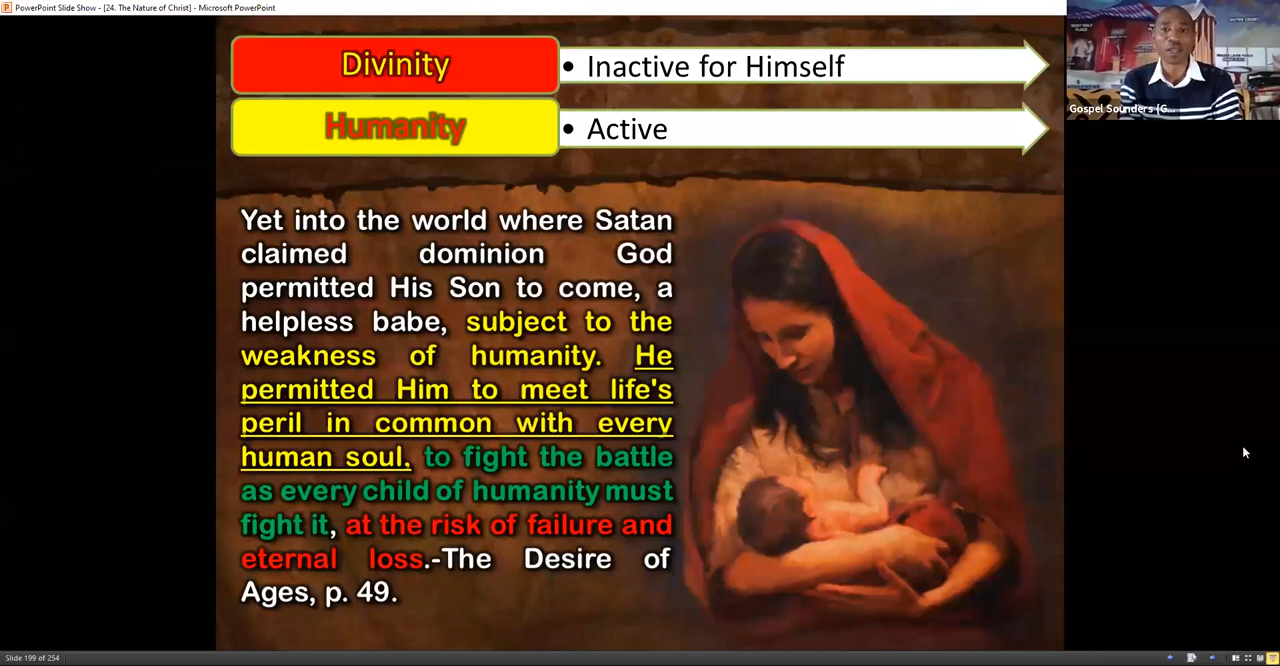 PowerPoint Slide Show - [24. The Nature of Christ] - Microsoft PowerPoint
Divinity
• Inactive for Himself
Humanity
• Active
Gospel Sounders (G...
Yet into the world where Satan
claimed dominion God
permitted His Son to come, a
helpless babe, subject to the
weakness of humanity. He
permitted Him to meet life's
peril in common with every
human soul, to fight the battle
as every child of humanity must
fight it, at the risk of failure and
eternal loss.-The Desire of
Ages, p. 49.
Slide 199 of 254